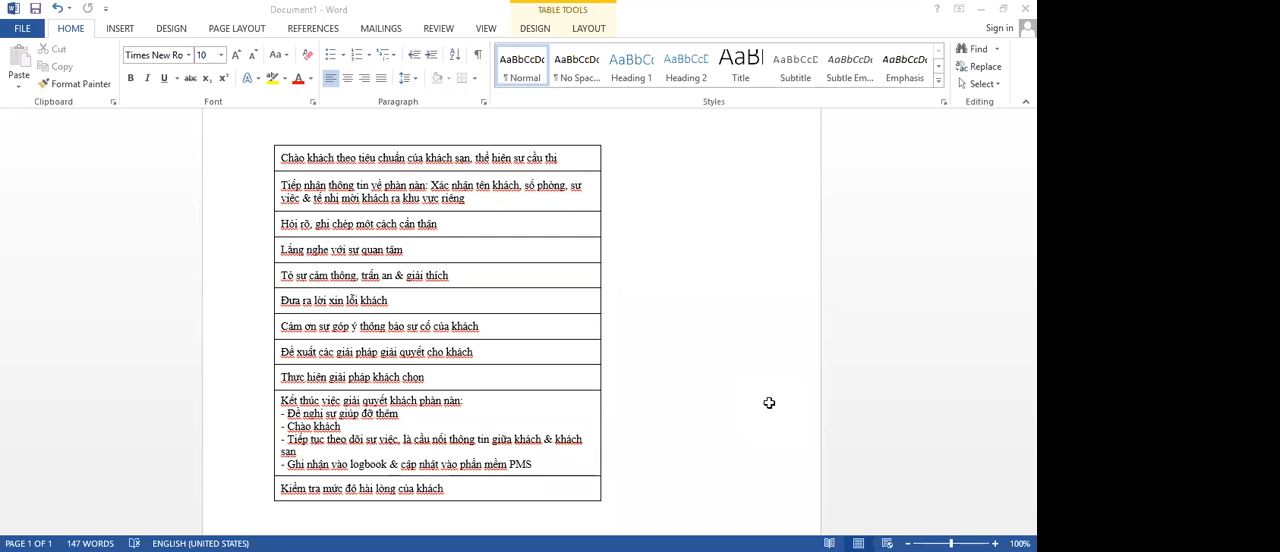 Document1 - Word
TABLE TOOLS
? 
FILE HOME INSERT DESIGN PAGE LAYOUT REFERENCES MAILINGS REVIEW VIEW DESIGN LAYOUT Sign in
Paste
Cut
Copy
Format Painter
Clipboard
Times New Ro 10
Font
Paragraph
AaBbCcDc AaBbCcDc AaBbCc AaBbCcD AaBl AaBbCcD AaBbCcDc AaBbCcDc
¶ Normal ¶ No Spac... Heading 1 Heading 2 Title Subtitle Subtle Em... Emphasis
Styles
Find
Replace
Select
Editing
Chào khách theo tiêu chuẩn của khách sạn, thể hiện sự cầu thị
Tiếp nhận thông tin về phàn nàn: Xác nhận tên khách, số phòng, sự
việc & tế nhị mời khách ra khu vực riêng
Hỏi rõ, ghi chép một cách cẩn thận
Lắng nghe với sự quan tâm
Tỏ sự cảm thông, trấn an & giải thích
Đưa ra lời xin lỗi khách
Cảm ơn sự góp ý thông báo sự cố của khách
Đề xuất các giải pháp giải quyết cho khách
Thực hiện giải pháp khách chọn
Kết thúc việc giải quyết khách phàn nàn:
- Đề nghị sự giúp đỡ thêm
- Chào khách
- Tiếp tục theo dõi sự việc, là cầu nối thông tin giữa khách & khách
sạn
- Ghi nhận vào logbook & cập nhật vào phần mềm PMS
Kiểm tra mức độ hài lòng của khách
PAGE 1 OF 1 147 WORDS ENGLISH (UNITED STATES) 100%